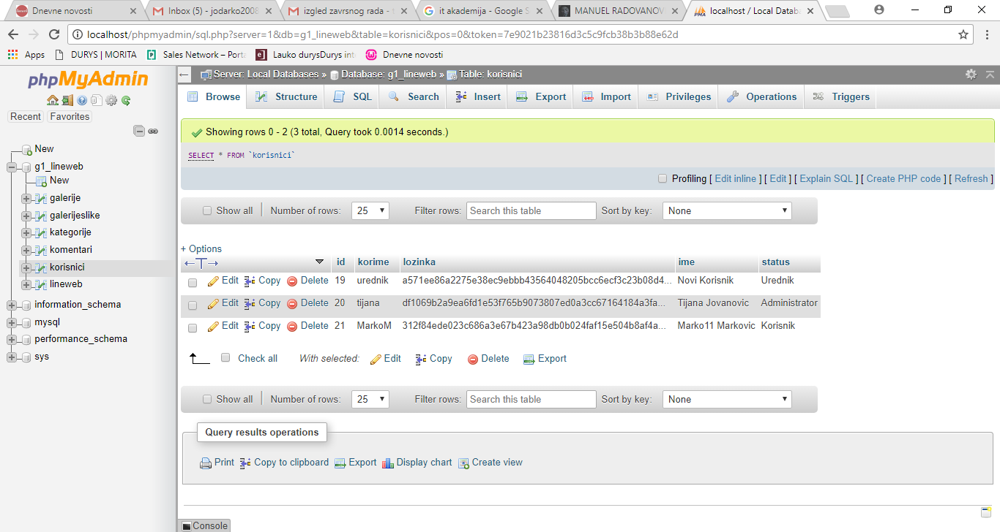 Dnevne novosti
Inbox (5) - jodarko2008
izgled zavrsnog rada -
it akademija - Google S
MANUEL RADOVANOV
localhost / Local Databa
localhost/phpmyadmin/sql.php?server=1&db=g1_lineweb&table=korisnici&pos=0&token=7e9021b23816d3c5c9fcb38b3b88e62d
Apps DURYS | MORITA Sales Network – Porta Lauko durysDurys inte Dnevne novosti
phpMyAdmin
Recent Favorites
New
g1_lineweb
New
galerije
galerijeslike
kategorije
komentari
korisnici
lineweb
information_schema
mysql
performance_schema
sys
Server: Local Databases » Database: g1_lineweb » Table: korisnici
Browse Structure SQL Search Insert Export Import Privileges Operations Triggers
Showing rows 0 - 2 (3 total, Query took 0.0014 seconds.)
SELECT * FROM `korisnici`
Profiling [ Edit inline ] [ Edit ] [ Explain SQL ] [ Create PHP code ] [ Refresh ]
Show all Number of rows: 25 Filter rows: Search this table Sort by key: None
+ Options
←T→ id korime lozinka ime status
Edit Copy Delete 19 urednik a571ee86a2275e38ec9ebbb43564048205bcc6ecf3c23b08d4... Novi Korisnik Urednik
Edit Copy Delete 20 tijana df1069b2a9ea6fd1e53f765b9073807ed0a3cc67164184a3fa... Tijana Jovanovic Administrator
Edit Copy Delete 21 MarkoM 312f84ede023c686a3e67b423a98db0b024faf15e504b8af4a... Marko11 Markovic Korisnik
Check all With selected: Edit Copy Delete Export
Show all Number of rows: 25 Filter rows: Search this table Sort by key: None
Query results operations
Print Copy to clipboard Export Display chart Create view
Console